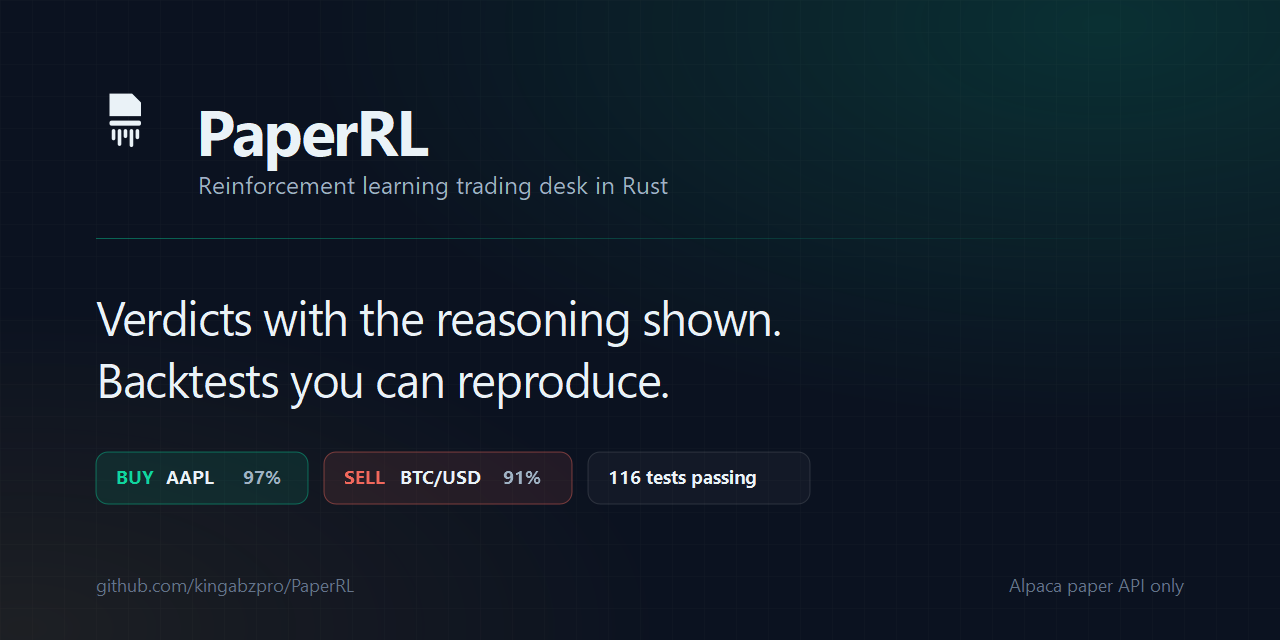 PaperRL
Reinforcement learning trading desk in Rust
Verdicts with the reasoning shown.
Backtests you can reproduce.
BUY AAPL 97% SELL BTC/USD 91% 116 tests passing
github.com/kingabzpro/PaperRL Alpaca paper API only